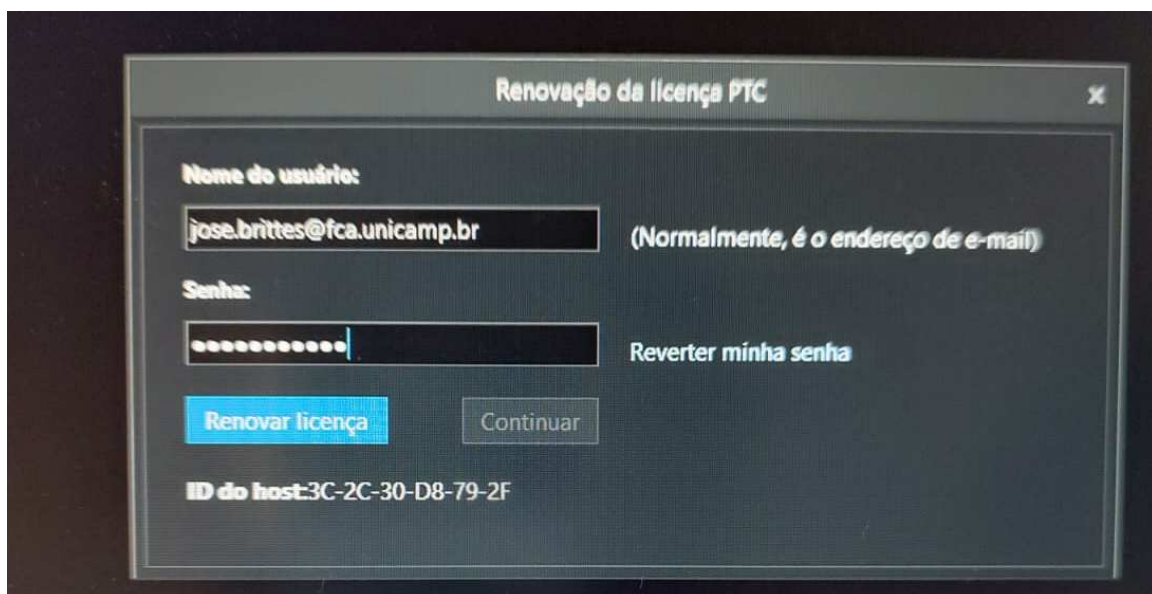 Renovação da licença PTC
Nome do usuário:
jose.brittes@fca.unicamp.br
(Normalmente, é o endereço de e-mail)
Senha:
Reverter minha senha
Renovar licença
Continuar
ID do host:3C-2C-30-D8-79-2F